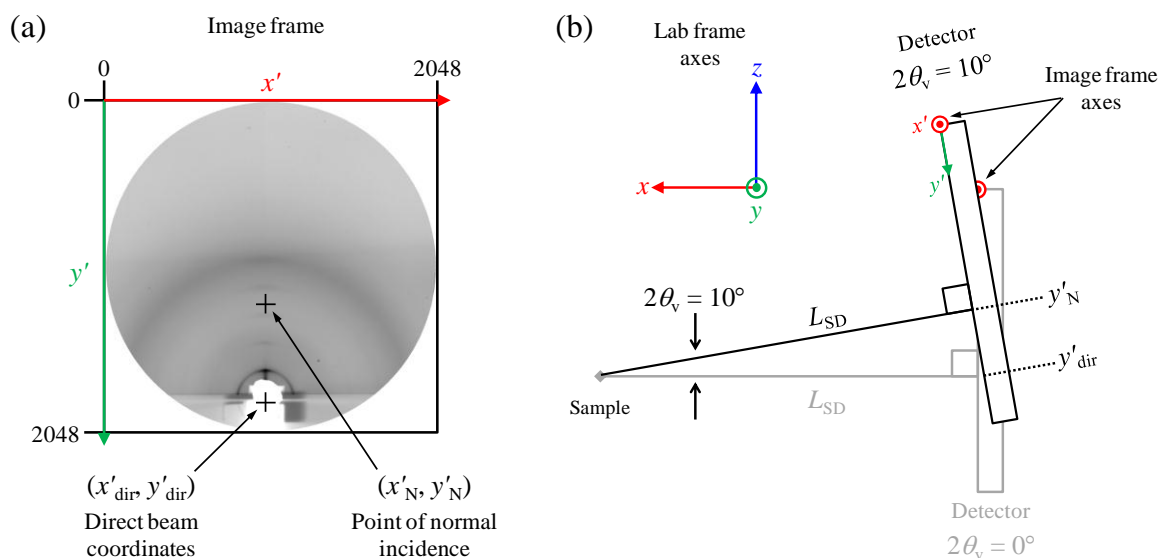 (a)
Image frame
0
2048
x′
0
y′
2048
(x′dir, y′dir)
Direct beam
coordinates
(x′N, y′N)
Point of normal
incidence
(b)
Lab frame
axes
z
x
y
Detector
2θv = 10°
Image frame
axes
x′
y′
2θv = 10°
LSD
y′N
y′dir
Sample
LSD
Detector
2θv = 0°